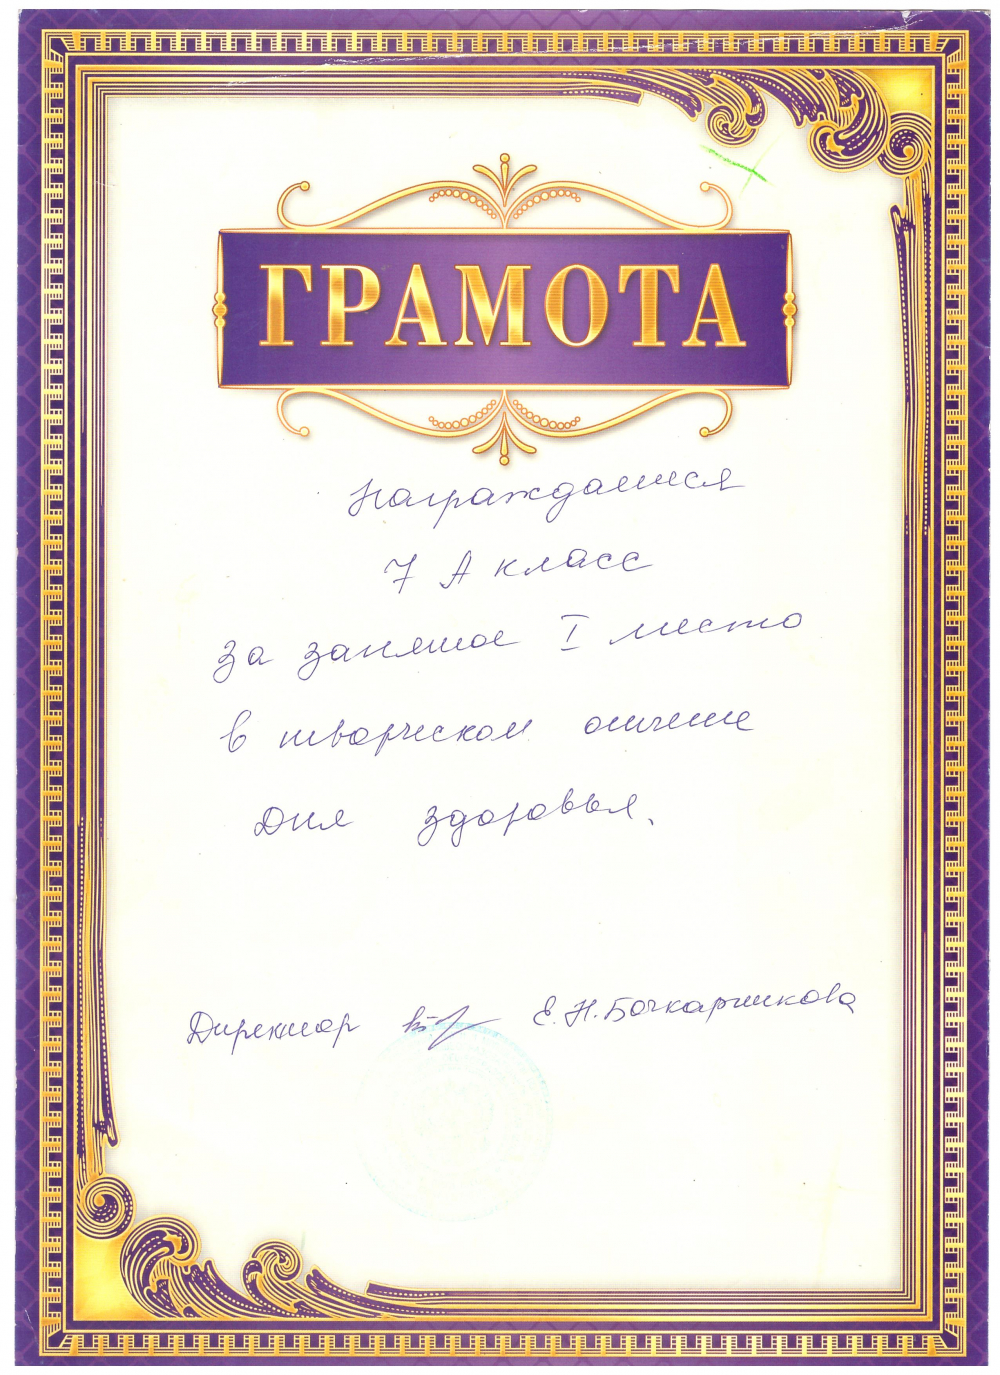 ГРАМОТА
Награждается
7 А класс
за занятое I место
в творческом отчете
Дня здоровья.
Директор Е.Н.Бочкарникова